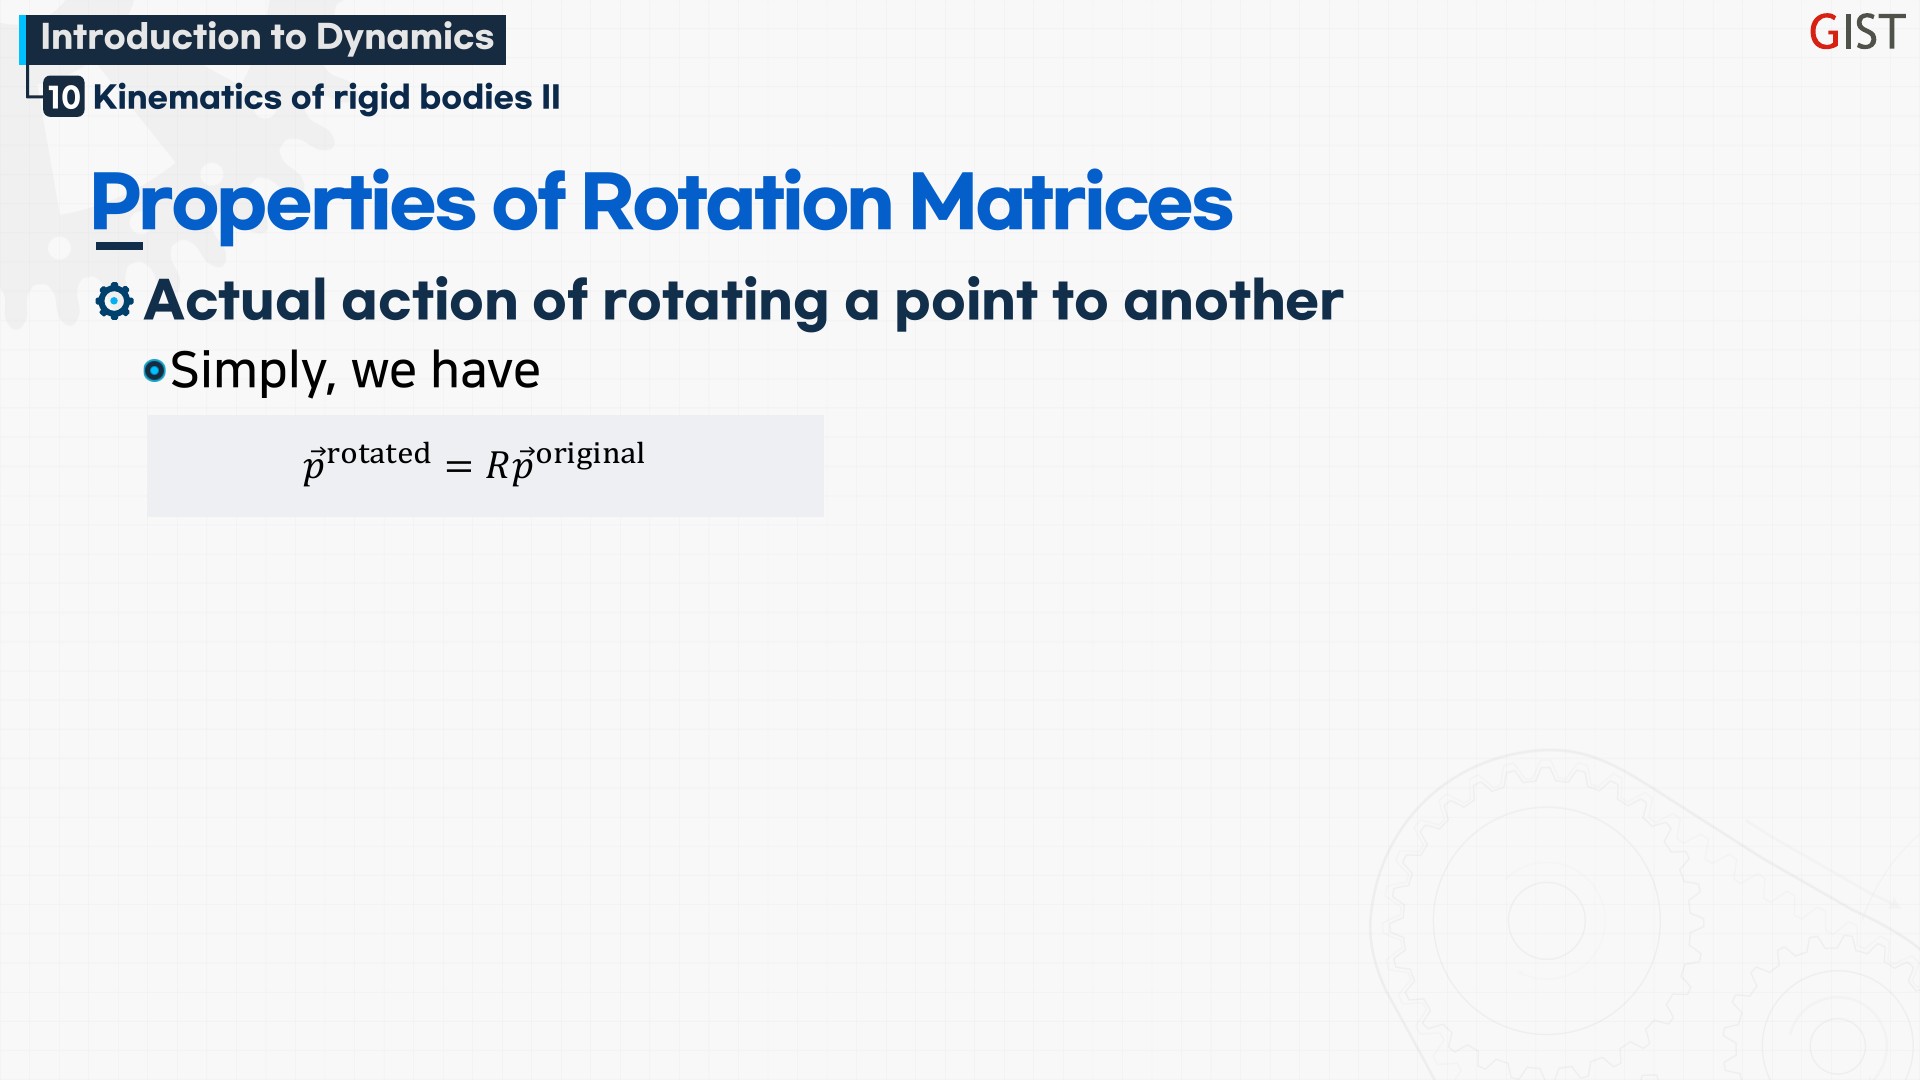 Introduction to Dynamics
GIST
10 Kinematics of rigid bodies II
Properties of Rotation Matrices
Actual action of rotating a point to another
Simply, we have
p⃗^rotated = Rp⃗^original